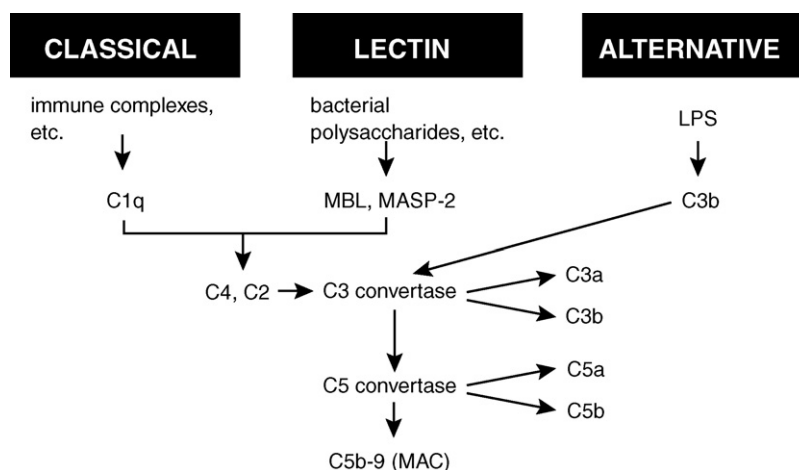 CLASSICAL
LECTIN
ALTERNATIVE
immune complexes,
etc.
bacterial
polysaccharides, etc.
LPS
C1q
MBL, MASP-2
C3b
C4, C2
C3 convertase
C3a
C3b
C5 convertase
C5a
C5b
C5b-9 (MAC)